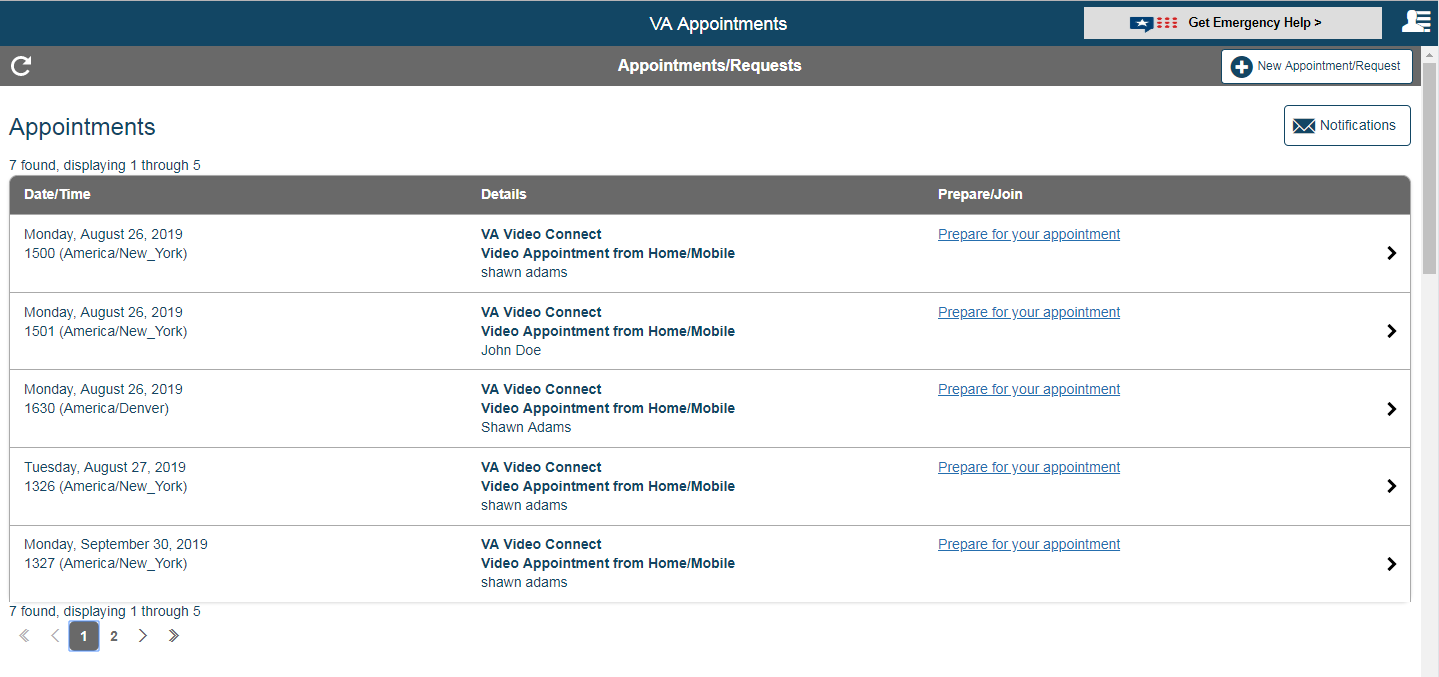 VA Appointments
Get Emergency Help >
Appointments/Requests
New Appointment/Request
Appointments
Notifications
7 found, displaying 1 through 5
Date/Time Details Prepare/Join
Monday, August 26, 2019 VA Video Connect Prepare for your appointment
1500 (America/New_York) Video Appointment from Home/Mobile
shawn adams
Monday, August 26, 2019 VA Video Connect Prepare for your appointment
1501 (America/New_York) Video Appointment from Home/Mobile
John Doe
Monday, August 26, 2019 VA Video Connect Prepare for your appointment
1630 (America/Denver) Video Appointment from Home/Mobile
Shawn Adams
Tuesday, August 27, 2019 VA Video Connect Prepare for your appointment
1326 (America/New_York) Video Appointment from Home/Mobile
shawn adams
Monday, September 30, 2019 VA Video Connect Prepare for your appointment
1327 (America/New_York) Video Appointment from Home/Mobile
shawn adams
7 found, displaying 1 through 5
1 2